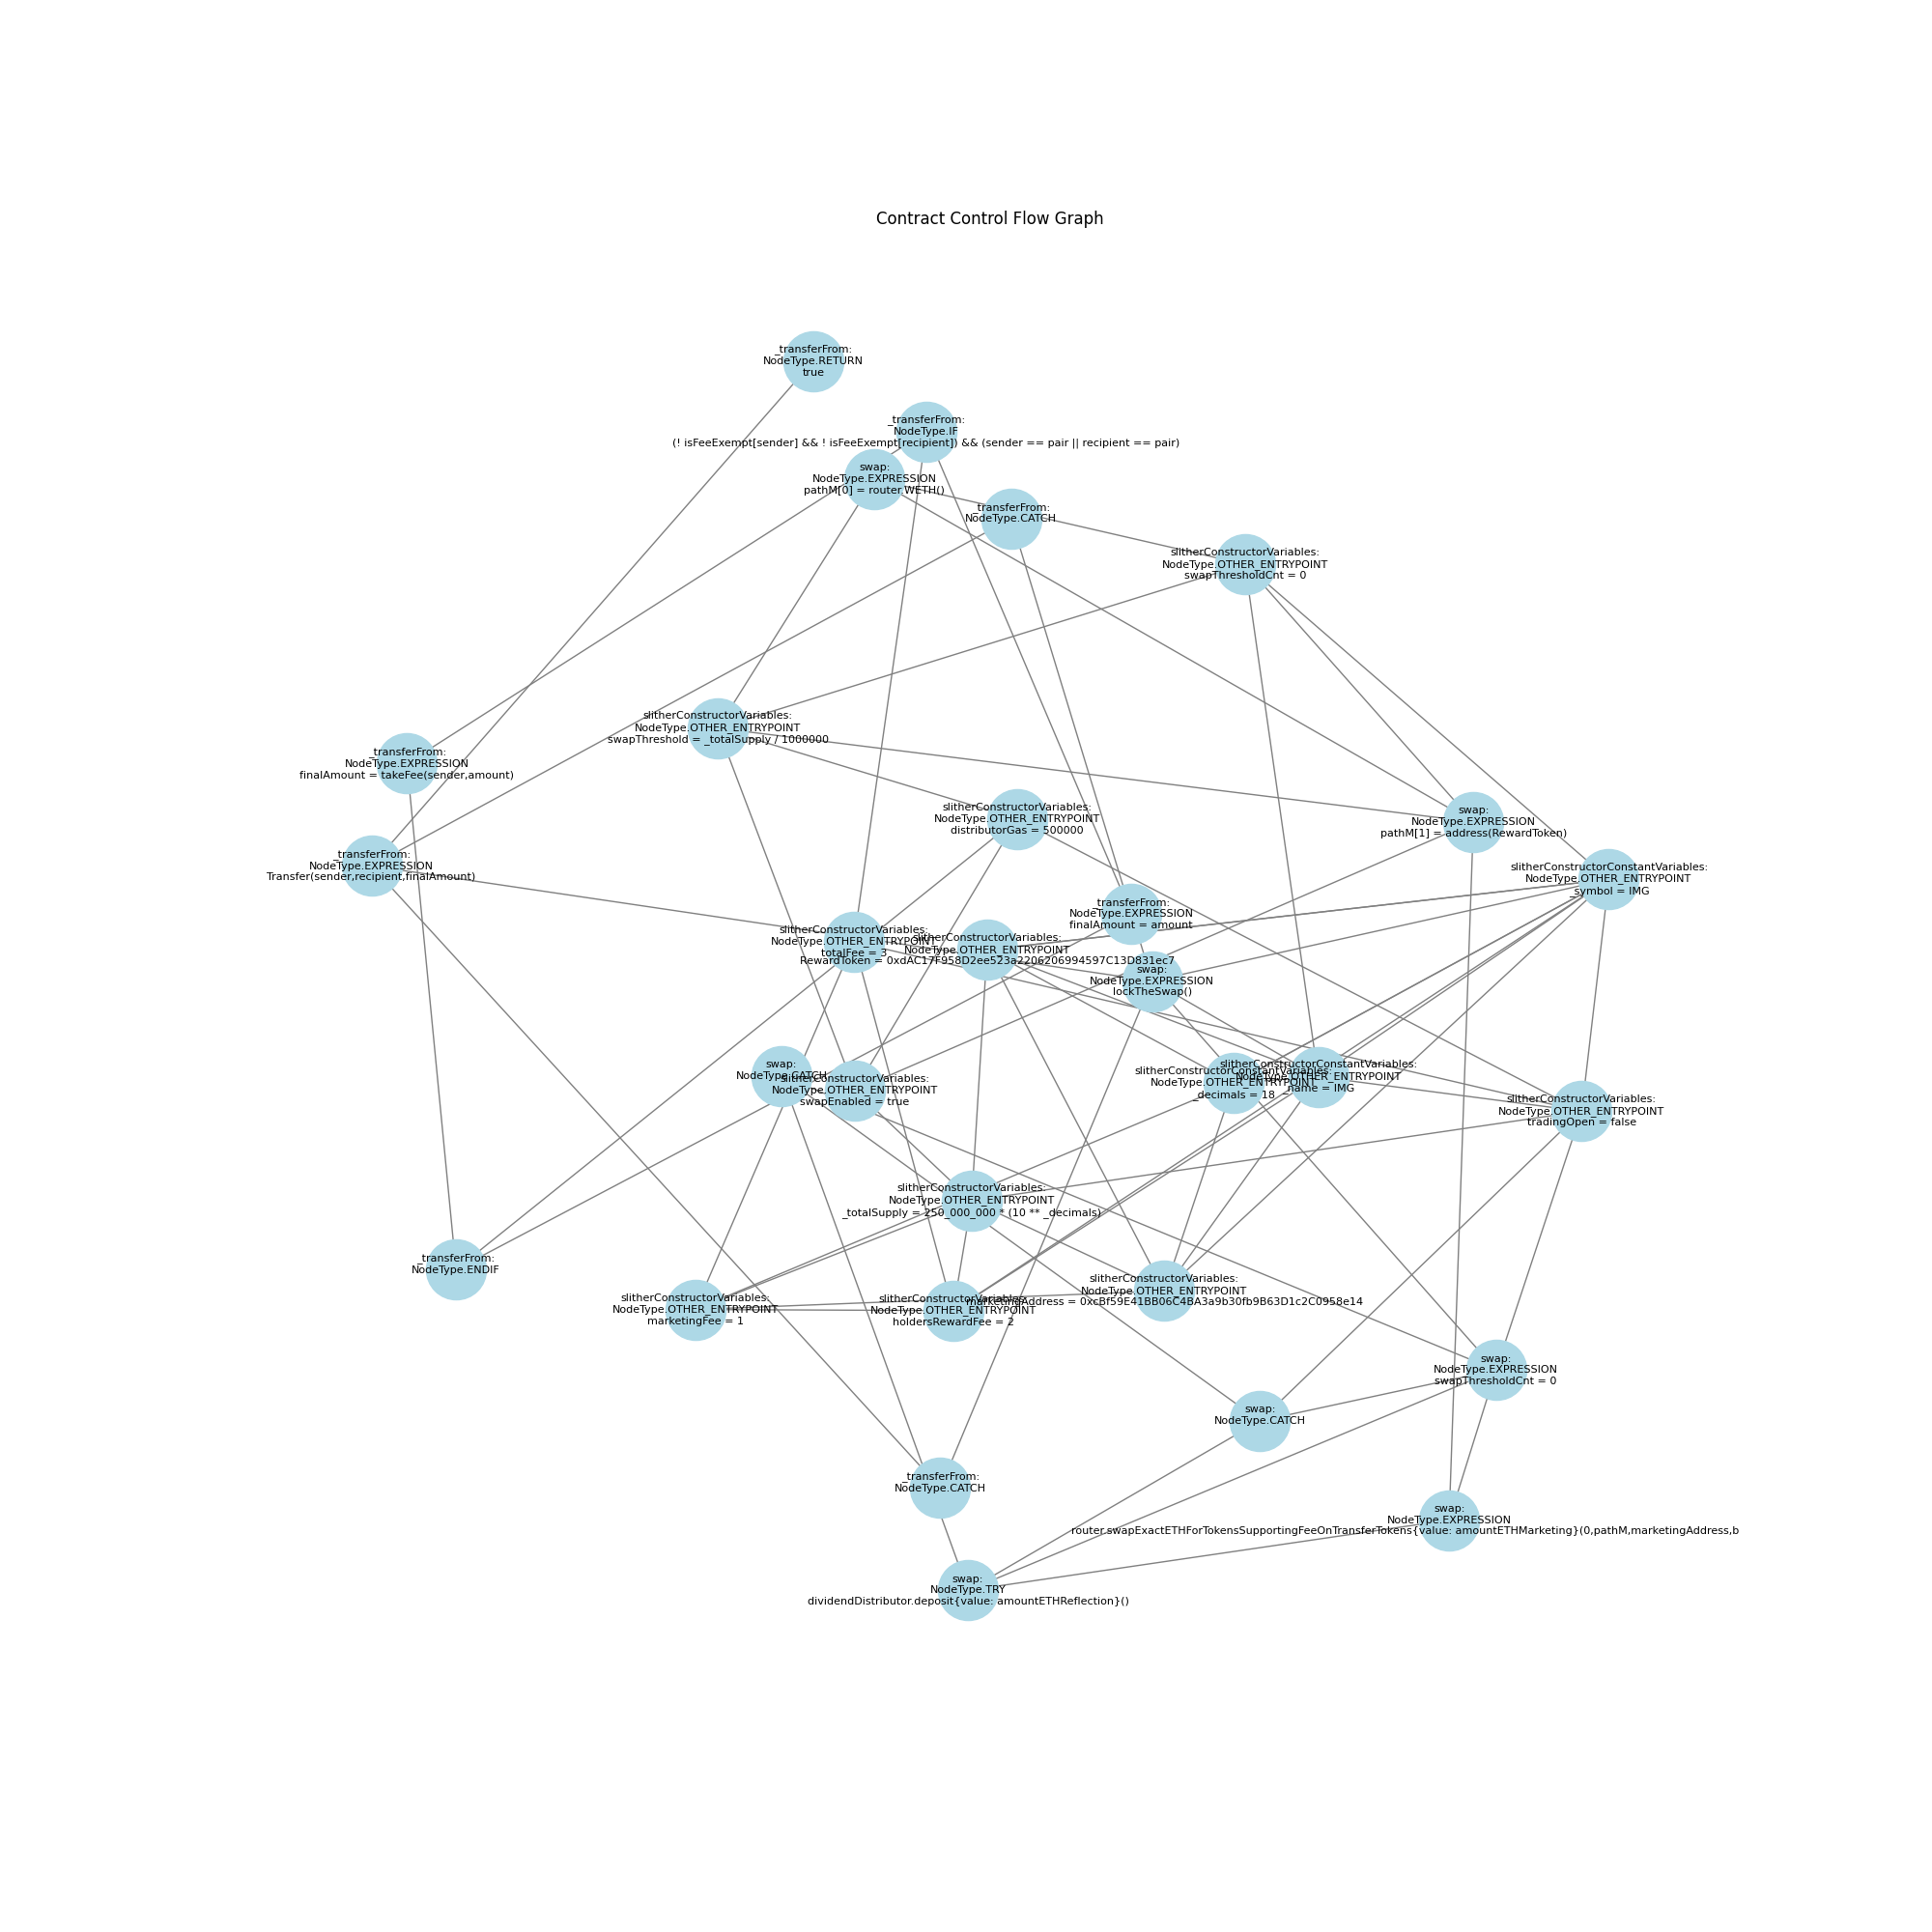 Contract Control Flow Graph
_transferFrom:
NodeType.RETURN
true
_transferFrom:
NodeType.IF
(! isFeeExempt[sender] && ! isFeeExempt[recipient]) && (sender == pair || recipient == pair)
swap:
NodeType.EXPRESSION
pathM[0] = router.WETH()
_transferFrom:
NodeType.CATCH
slitherConstructorVariables:
NodeType.OTHER_ENTRYPOINT
swapThresholdCnt = 0
slitherConstructorVariables:
NodeType.OTHER_ENTRYPOINT
swapThreshold = _totalSupply / 1000000
_transferFrom:
NodeType.EXPRESSION
finalAmount = takeFee(sender,amount)
slitherConstructorVariables:
NodeType.OTHER_ENTRYPOINT
distributorGas = 500000
swap:
NodeType.EXPRESSION
pathM[1] = address(RewardToken)
_transferFrom:
NodeType.EXPRESSION
Transfer(sender,recipient,finalAmount)
slitherConstructorConstantVariables:
NodeType.OTHER_ENTRYPOINT
_symbol = IMG
_transferFrom:
NodeType.EXPRESSION
finalAmount = amount
slitherConstructorVariables:
NodeType.OTHER_ENTRYPOINT
totalFee = 3
slitherConstructorVariables:
NodeType.OTHER_ENTRYPOINT
RewardToken = 0xdAC17F958D2ee523a2206206994597C13D831ec7
swap:
NodeType.EXPRESSION
lockTheSwap()
swap:
NodeType.CATCH
slitherConstructorVariables:
NodeType.OTHER_ENTRYPOINT
swapEnabled = true
slitherConstructorConstantVariables:
NodeType.OTHER_ENTRYPOINT
_decimals = 18
slitherConstructorConstantVariables:
NodeType.OTHER_ENTRYPOINT
_name = IMG
slitherConstructorVariables:
NodeType.OTHER_ENTRYPOINT
tradingOpen = false
slitherConstructorVariables:
NodeType.OTHER_ENTRYPOINT
_totalSupply = 250_000_000 * (10 ** _decimals)
_transferFrom:
NodeType.ENDIF
slitherConstructorVariables:
NodeType.OTHER_ENTRYPOINT
marketingFee = 1
slitherConstructorVariables:
NodeType.OTHER_ENTRYPOINT
holdersRewardFee = 2
slitherConstructorVariables:
NodeType.OTHER_ENTRYPOINT
marketingAddress = 0xcBf59E41BB06C4BA3a9b30fb9B63D1c2C0958e14
swap:
NodeType.EXPRESSION
swapThresholdCnt = 0
swap:
NodeType.CATCH
_transferFrom:
NodeType.CATCH
swap:
NodeType.EXPRESSION
router.swapExactETHForTokensSupportingFeeOnTransferTokens{value: amountETHMarketing}(0,pathM,marketingAddress,b
swap:
NodeType.TRY
dividendDistributor.deposit{value: amountETHReflection}()